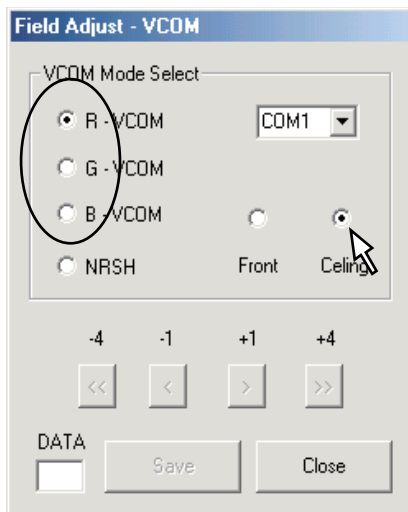 Field Adjust - VCOM
VCOM Mode Select
R - VCOM
COM1
G - VCOM
B - VCOM
NRSH
Front
Celing
-4 -1 +1 +4
<< < > >>
DATA
Save
Close